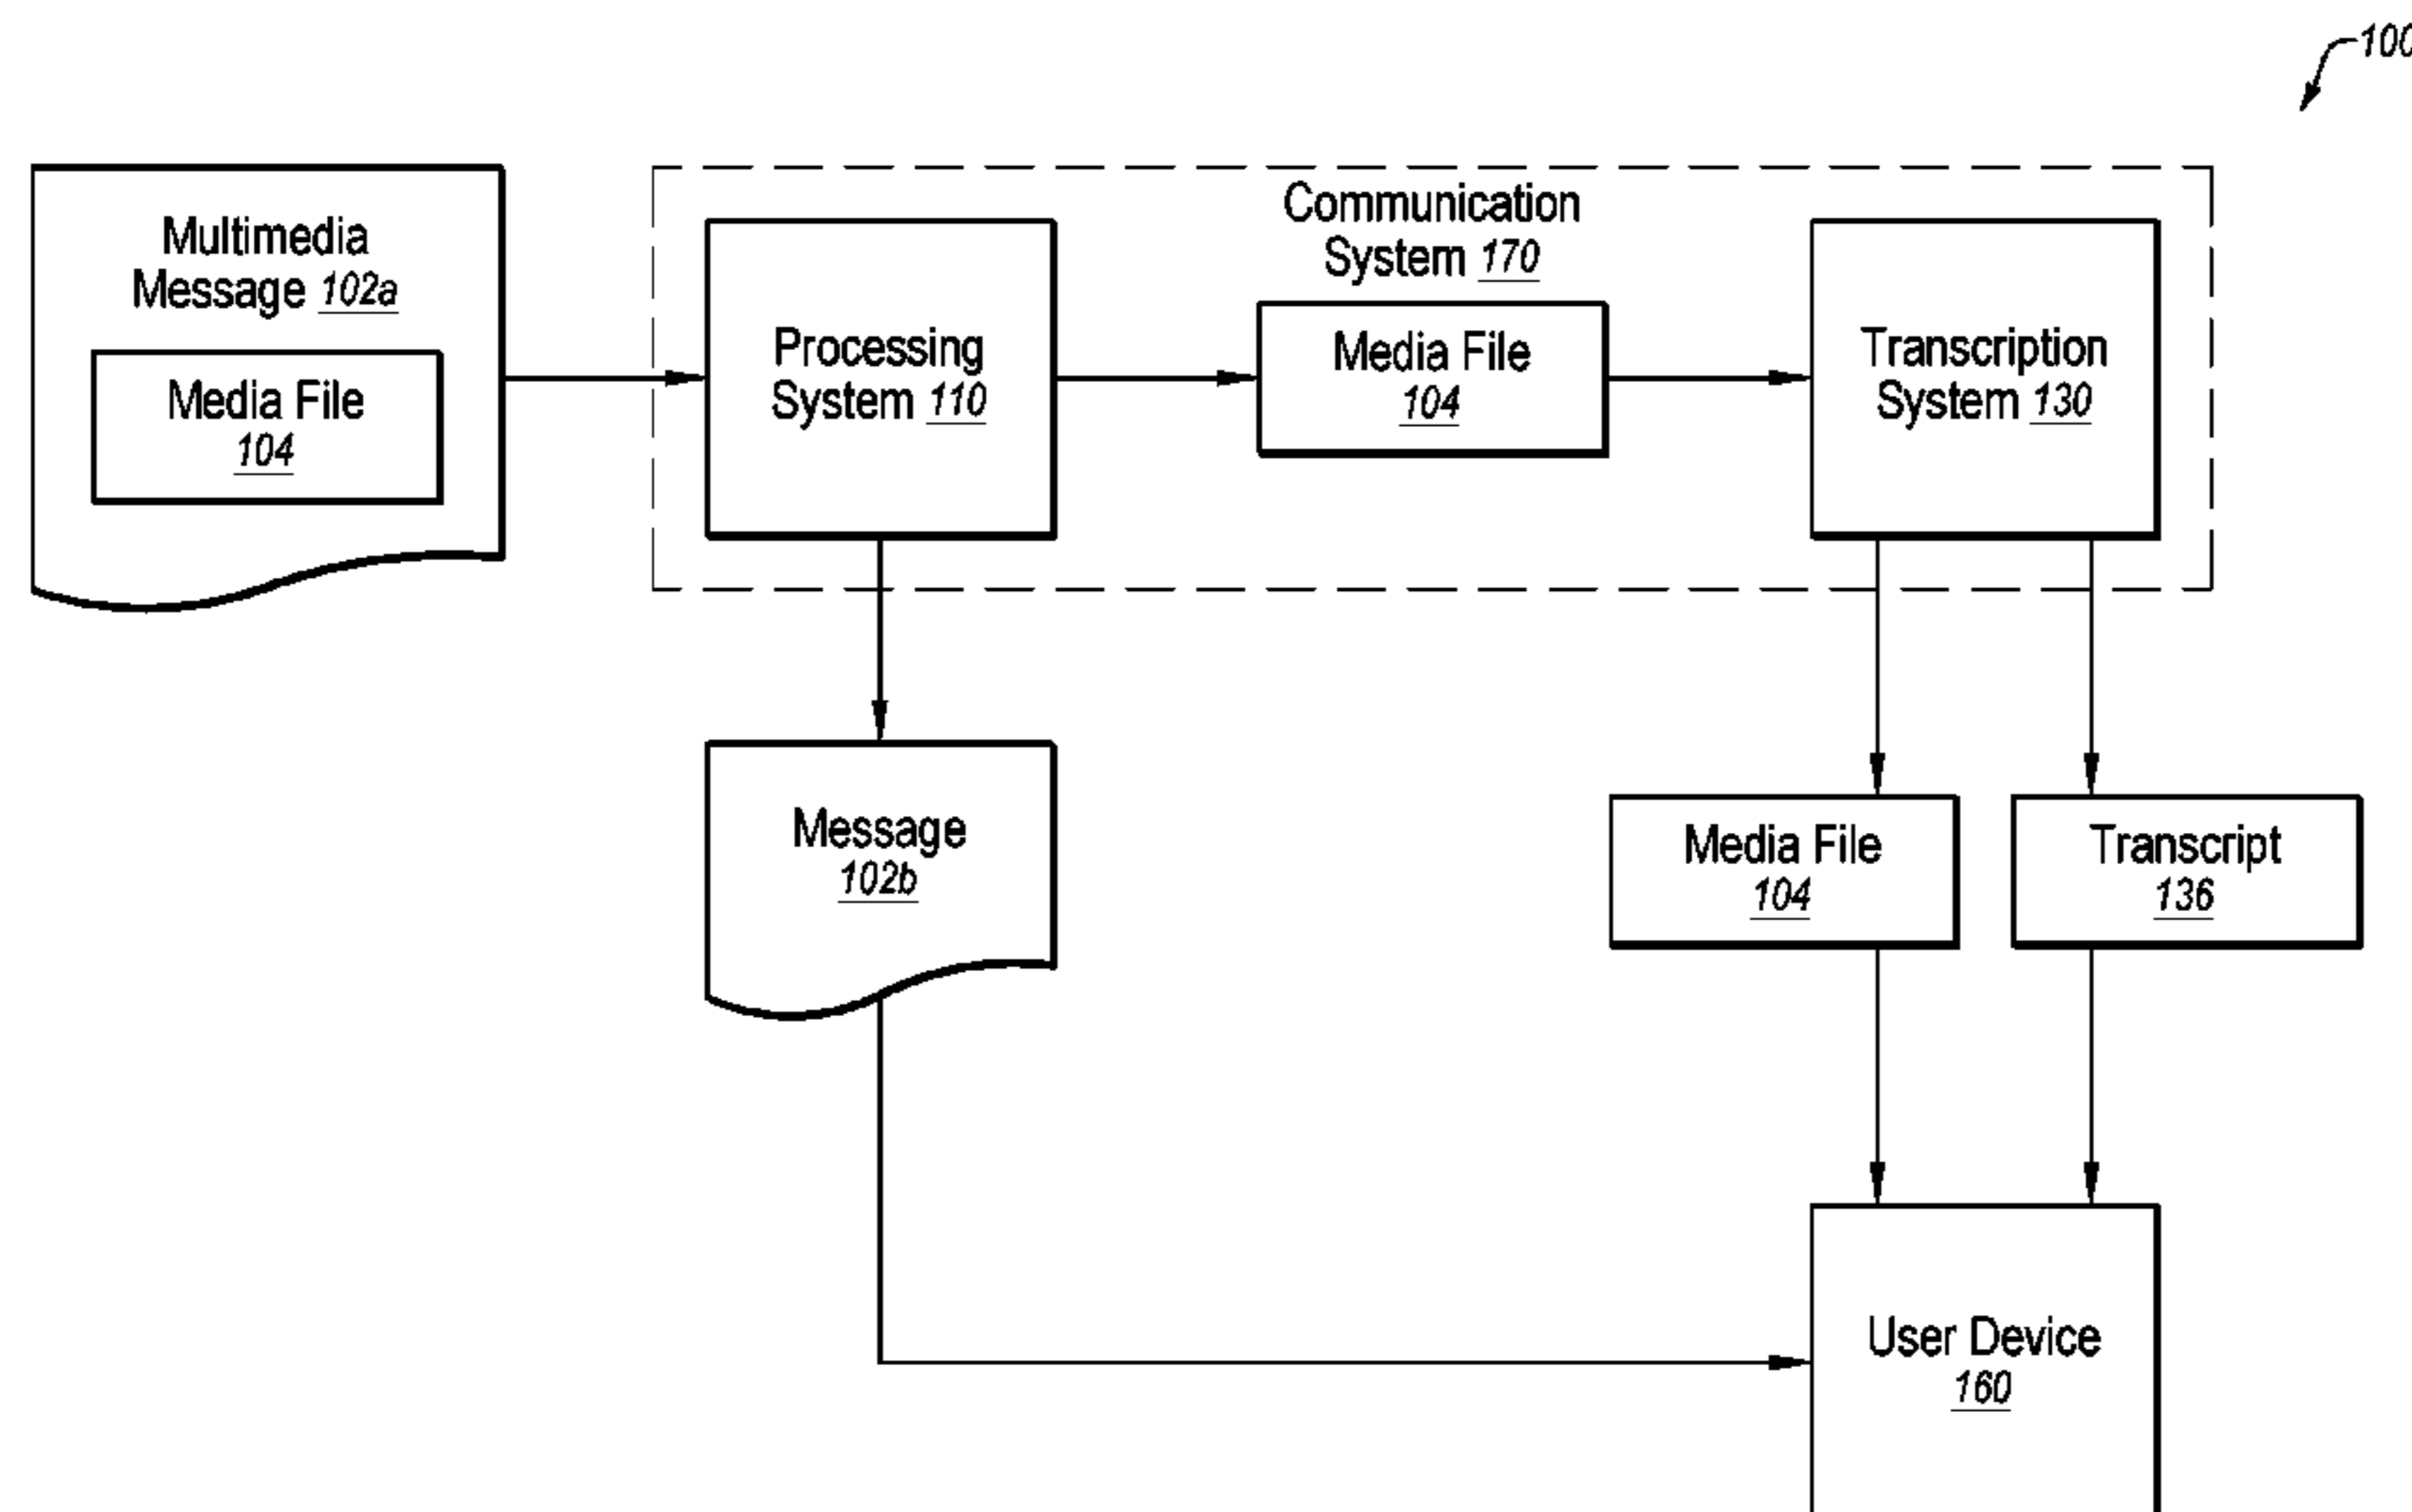 100
Multimedia
Message 102a
Media File
104
Communication
System 170
Processing
System 110
Media File
104
Transcription
System 130
Message
102b
Media File
104
Transcript
136
User Device
160